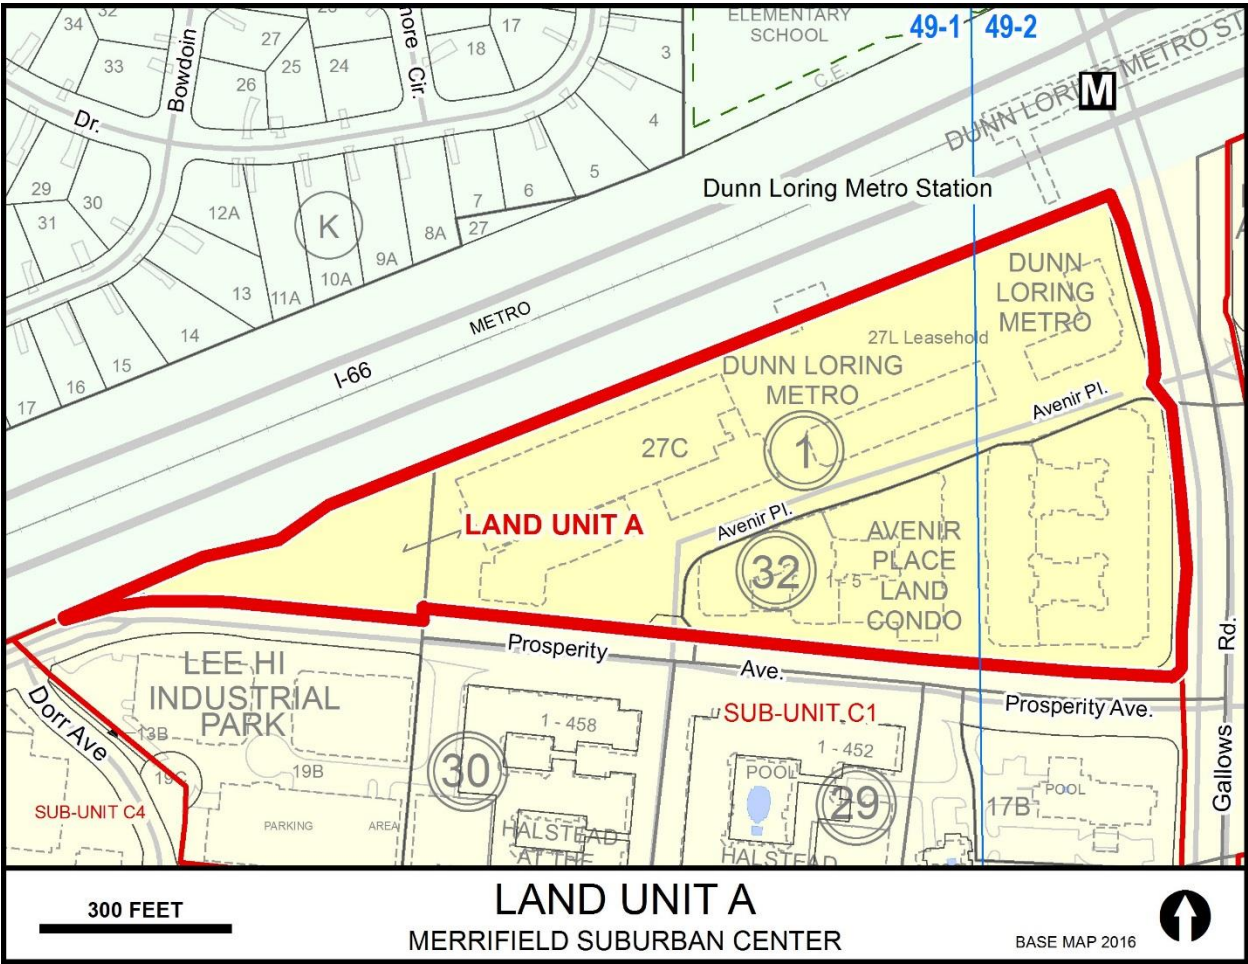 34
32
33
Bowdoin
27
26
25
24
more Cir.
18
17
3
ELEMENTARY
SCHOOL
49-1
49-2
C.E.
M
DUNN LORING METRO ST
Dr.
4
5
6
7
27
8A
9A
10A
11A
12A
13
14
15
16
17
29
30
31
K
Dunn Loring Metro Station
METRO
I-66
DUNN
LORING
METRO
27L Leasehold
DUNN LORING
METRO
Avenir Pl.
1
27C
LAND UNIT A
Avenir Pl.
32
1 - 5
AVENIR
PLACE
LAND
CONDO
Prosperity
Ave.
Prosperity Ave.
Gallows
Rd.
LEE HI
INDUSTRIAL
PARK
Dorr Ave
13B
19C
19B
SUB-UNIT C4
PARKING
AREA
30
1 - 458
HALSTEAD
AT THE
SUB-UNIT C1
1 - 452
POOL
29
HALSTEAD
17B
POOL
300 FEET
LAND UNIT A
MERRIFIELD SUBURBAN CENTER
BASE MAP 2016